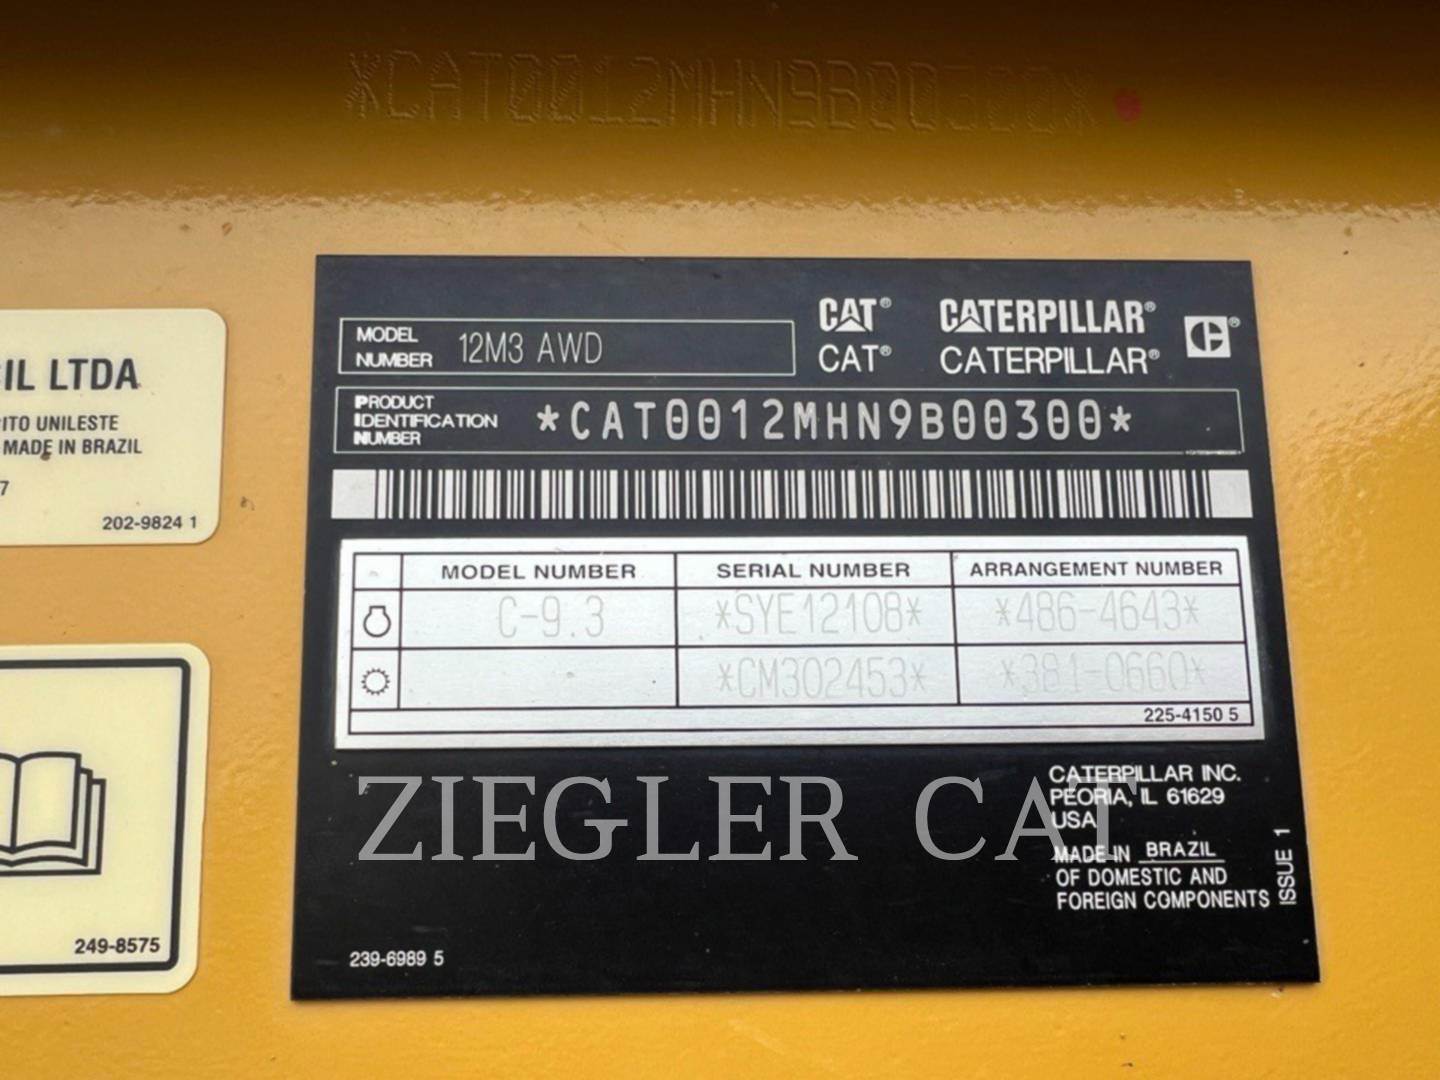 *CAT0012MHN9B00300*
IL LTDA
ITO UNILESTE
MADE IN BRAZIL
7
202-9824 1
249-8575
MODEL NUMBER 12M3 AWD
CAT® CATERPILLAR®
CAT® CATERPILLAR®
PRODUCT IDENTIFICATION NUMBER *CAT0012MHN9B00300*
MODEL NUMBER SERIAL NUMBER ARRANGEMENT NUMBER
C-9.3 *SYE12108* *486-4643*
*CM302453* *381-0660*
225-4150 5
ZIEGLER CAT
CATERPILLAR INC.
PEORIA, IL 61629
USA
MADE IN BRAZIL
OF DOMESTIC AND
FOREIGN COMPONENTS
ISSUE 1
239-6989 5